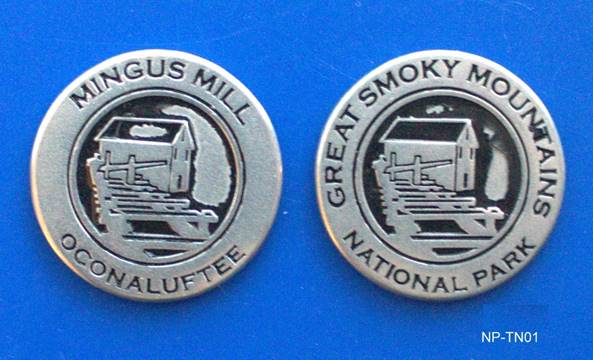 MINGUS MILL
OCONALUFTEE
GREAT SMOKY MOUNTAINS
NATIONAL PARK
NP-TN01